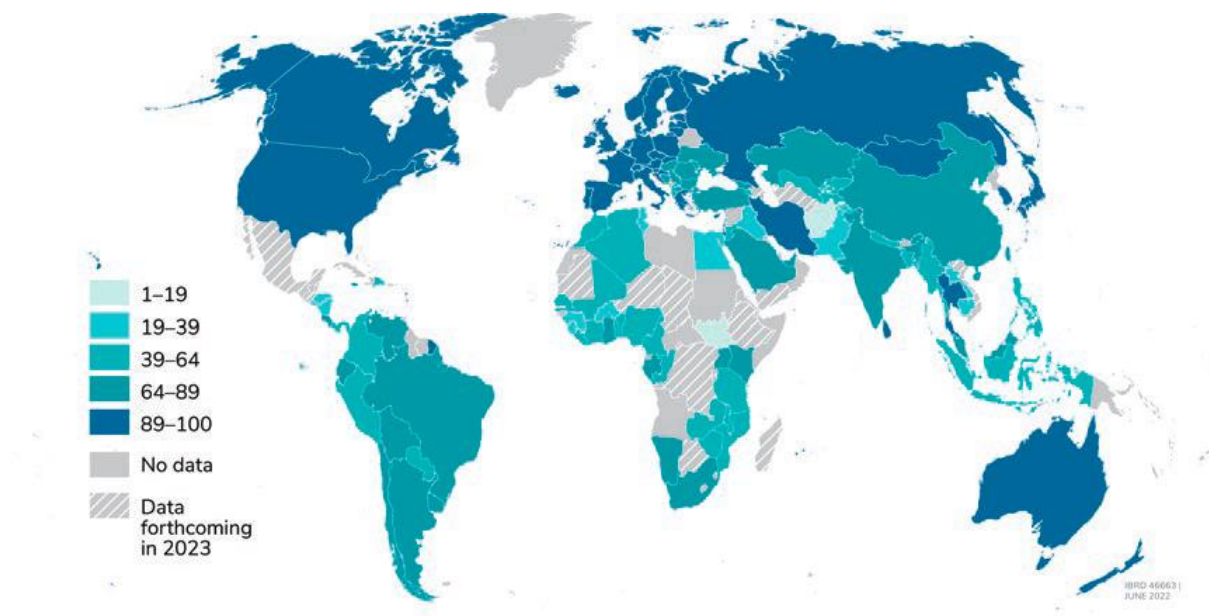 1–19
19–39
39–64
64–89
89–100
No data
Data
forthcoming
in 2023
IBRD 46663 |
JUNE 2022